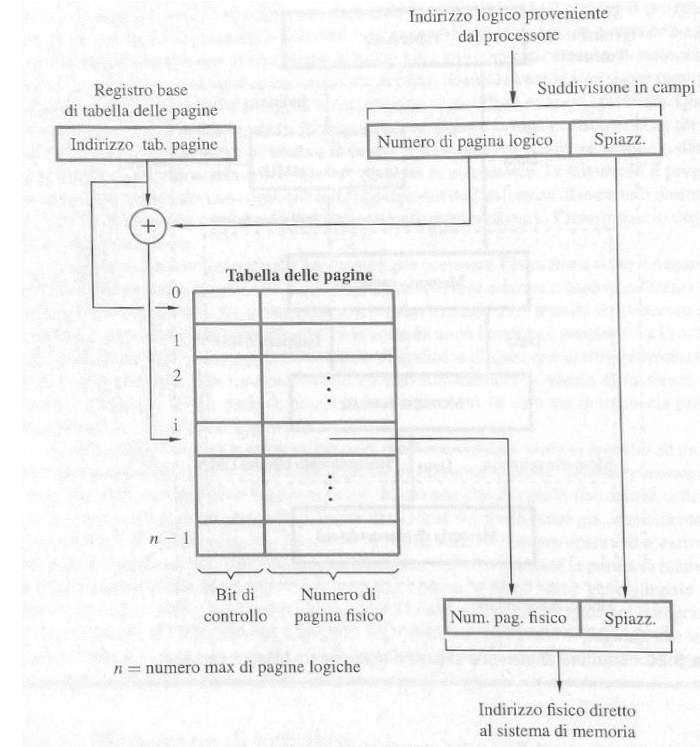 Indirizzo logico proveniente
dal processore
Registro base
di tabella delle pagine
Suddivisione in campi
Indirizzo tab. pagine
Numero di pagina logico
Spiazz.
+
Tabella delle pagine
0
1
2
i
n − 1
Bit di
controllo
Numero di
pagina fisico
Num. pag. fisico
Spiazz.
n = numero max di pagine logiche
Indirizzo fisico diretto
al sistema di memoria